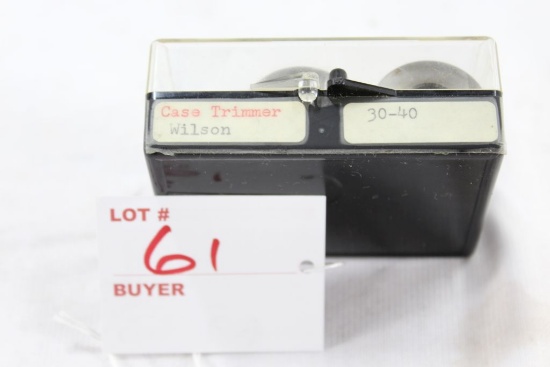 Case Trimmer
Wilson
30-40
LOT #
61
BUYER